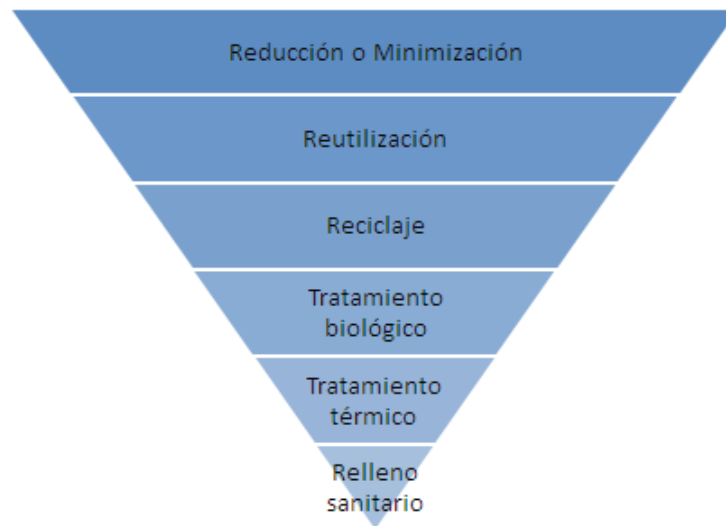 Reducción o Minimización
Reutilización
Reciclaje
Tratamiento
biológico
Tratamiento
térmico
Relleno
sanitario